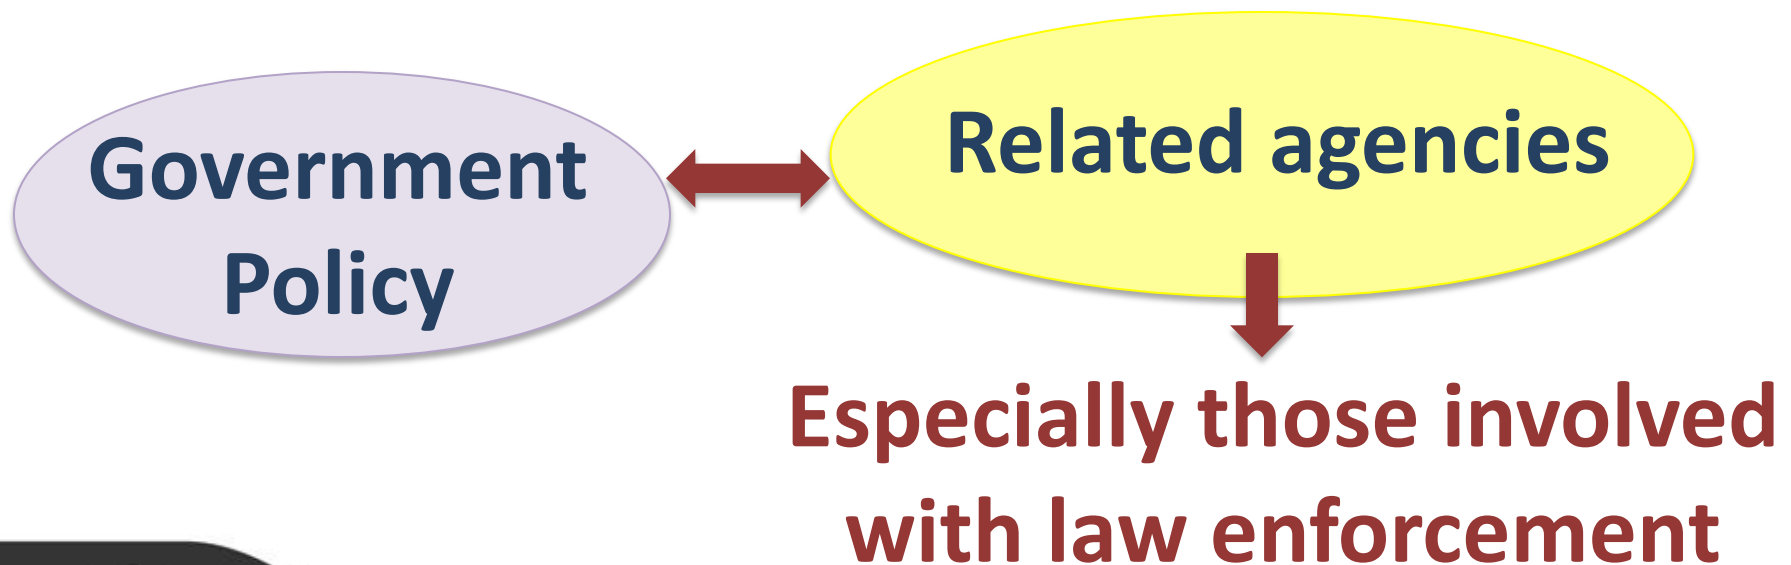 Government
Policy
Related agencies
Especially those involved
with law enforcement